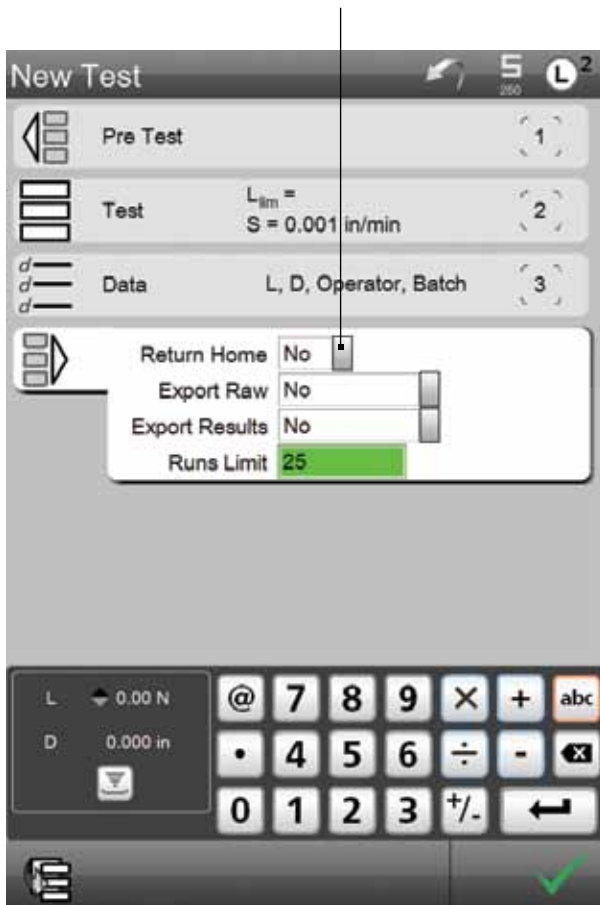 New Test
S
250
L 2
Pre Test 1
Test L lim =
S = 0.001 in/min 2
d
d
d
Data L, D, Operator, Batch 3
Return Home No
Export Raw No
Export Results No
Runs Limit 25
L 0.00 N
D 0.000 in
@ 7 8 9 × + abc
• 4 5 6 ÷ -
0 1 2 3 +/-